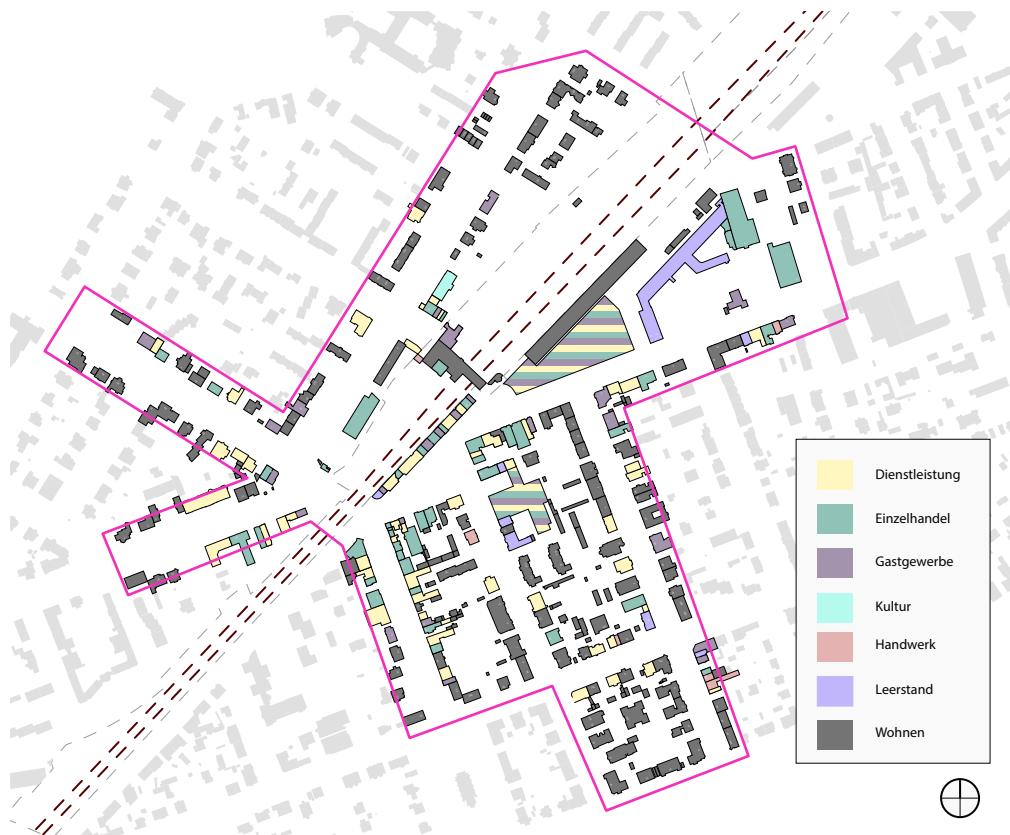 Dienstleistung
Einzelhandel
Gastgewerbe
Kultur
Handwerk
Leerstand
Wohnen